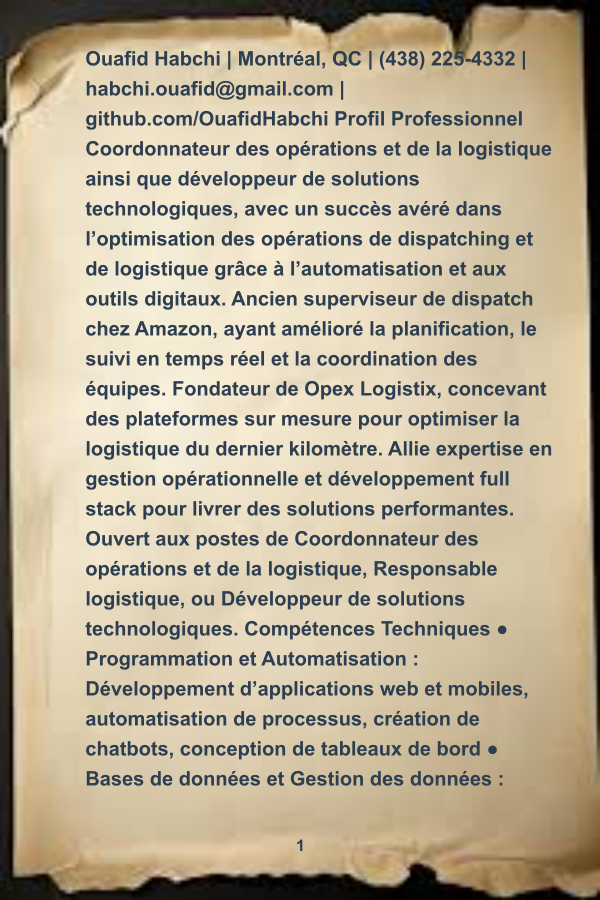 Ouafid Habchi | Montréal, QC | (438) 225-4332 |
habchi.ouafid@gmail.com |
github.com/OuafidHabchi Profil Professionnel
Coordonnateur des opérations et de la logistique
ainsi que développeur de solutions
technologiques, avec un succès avéré dans
l’optimisation des opérations de dispatching et
de logistique grâce à l’automatisation et aux
outils digitaux. Ancien superviseur de dispatch
chez Amazon, ayant amélioré la planification, le
suivi en temps réel et la coordination des
équipes. Fondateur de Opex Logistix, concevant
des plateformes sur mesure pour optimiser la
logistique du dernier kilomètre. Allie expertise en
gestion opérationnelle et développement full
stack pour livrer des solutions performantes.
Ouvert aux postes de Coordonnateur des
opérations et de la logistique, Responsable
logistique, ou Développeur de solutions
technologiques. Compétences Techniques ●
Programmation et Automatisation :
Développement d’applications web et mobiles,
automatisation de processus, création de
chatbots, conception de tableaux de bord ●
Bases de données et Gestion des données :
1